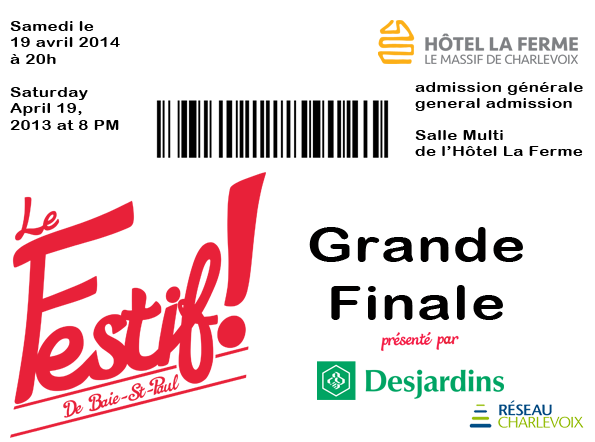 Samedi le
19 avril 2014
à 20h
Saturday
April 19,
2013 at 8 PM
HÔTEL LA FERME
LE MASSIF DE CHARLEVOIX
admission générale
general admission
Salle Multi
de l'Hôtel La Ferme
Le
Festif!
De Baie-St-Paul
Grande
Finale
présenté par
Desjardins
RÉSEAU
CHARLEVOIX